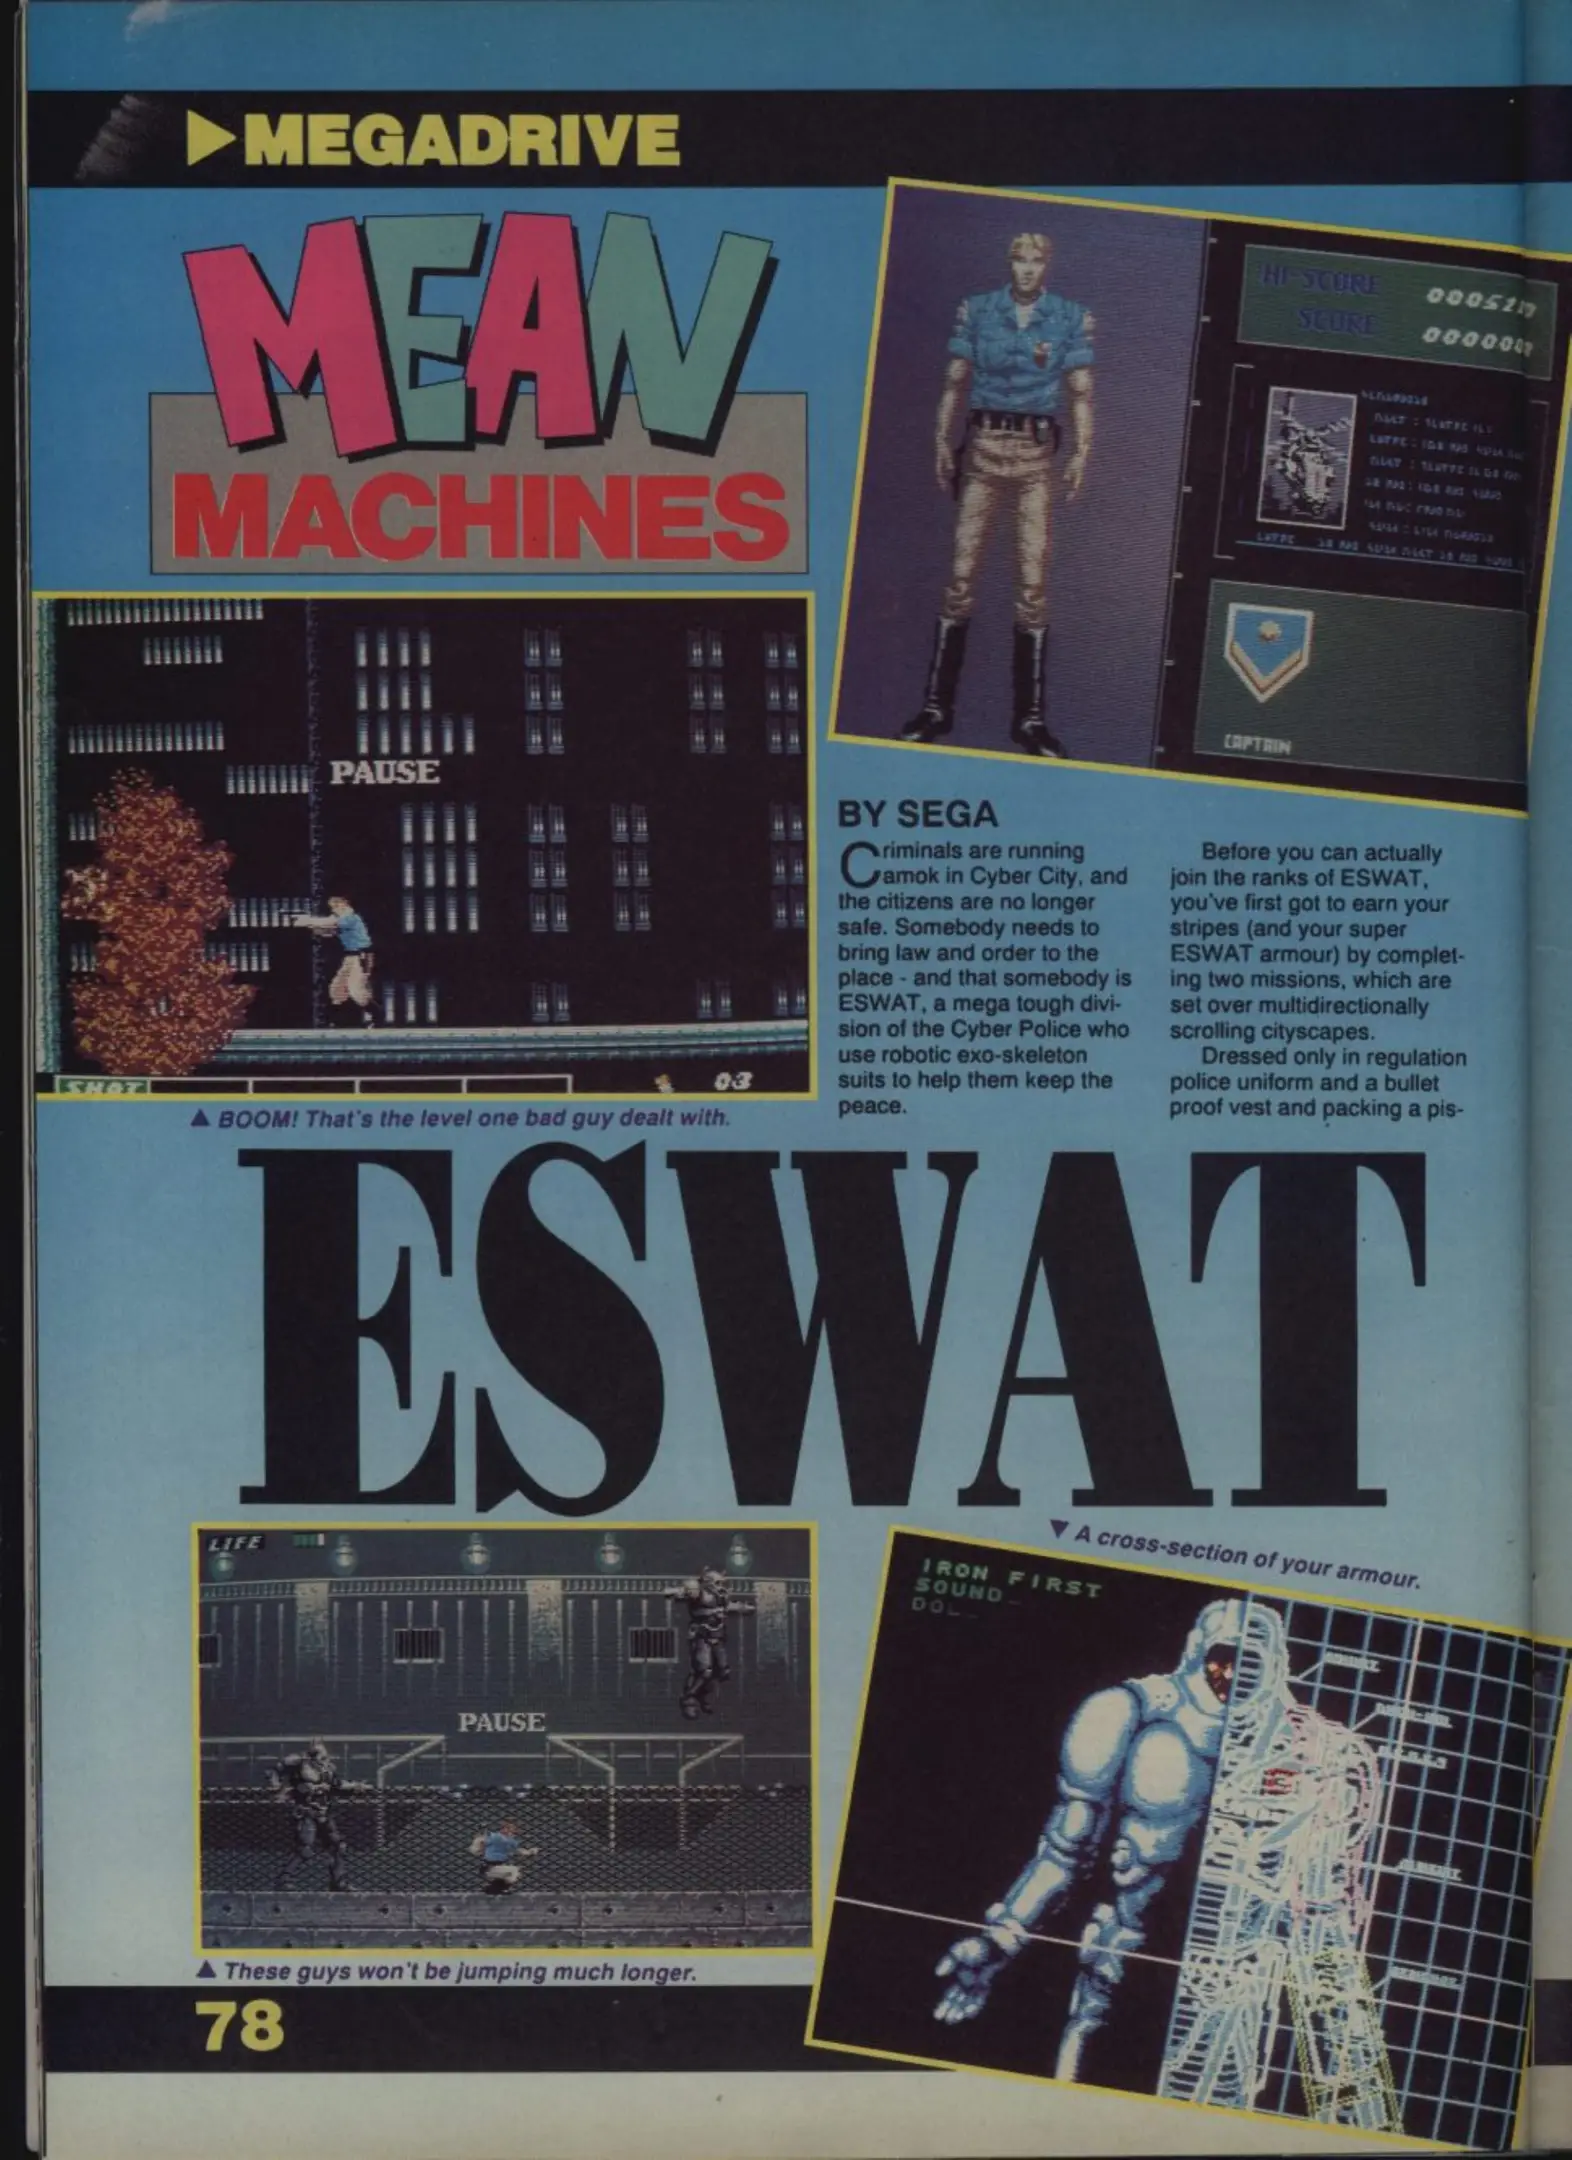 MEGADRIVE
MEAN
MACHINES
HI-SCORE
SCORE
CAPTAIN
PAUSE
SHOT
03
▲ BOOM! That's the level one bad guy dealt with.
BY SEGA
Criminals are running
amok in Cyber City, and
the citizens are no longer
safe. Somebody needs to
bring law and order to the
place - and that somebody is
ESWAT, a mega tough divi-
sion of the Cyber Police who
use robotic exo-skeleton
suits to help them keep the
peace.
Before you can actually
join the ranks of ESWAT,
you've first got to earn your
stripes (and your super
ESWAT armour) by complet-
ing two missions, which are
set over multidirectionally
scrolling cityscapes.
Dressed only in regulation
police uniform and a bullet
proof vest and packing a pis-
ESWAT
LIFE
PAUSE
▲ These guys won't be jumping much longer.
▼ A cross-section of your armour.
IRON FIRST
SOUND
DOL
78